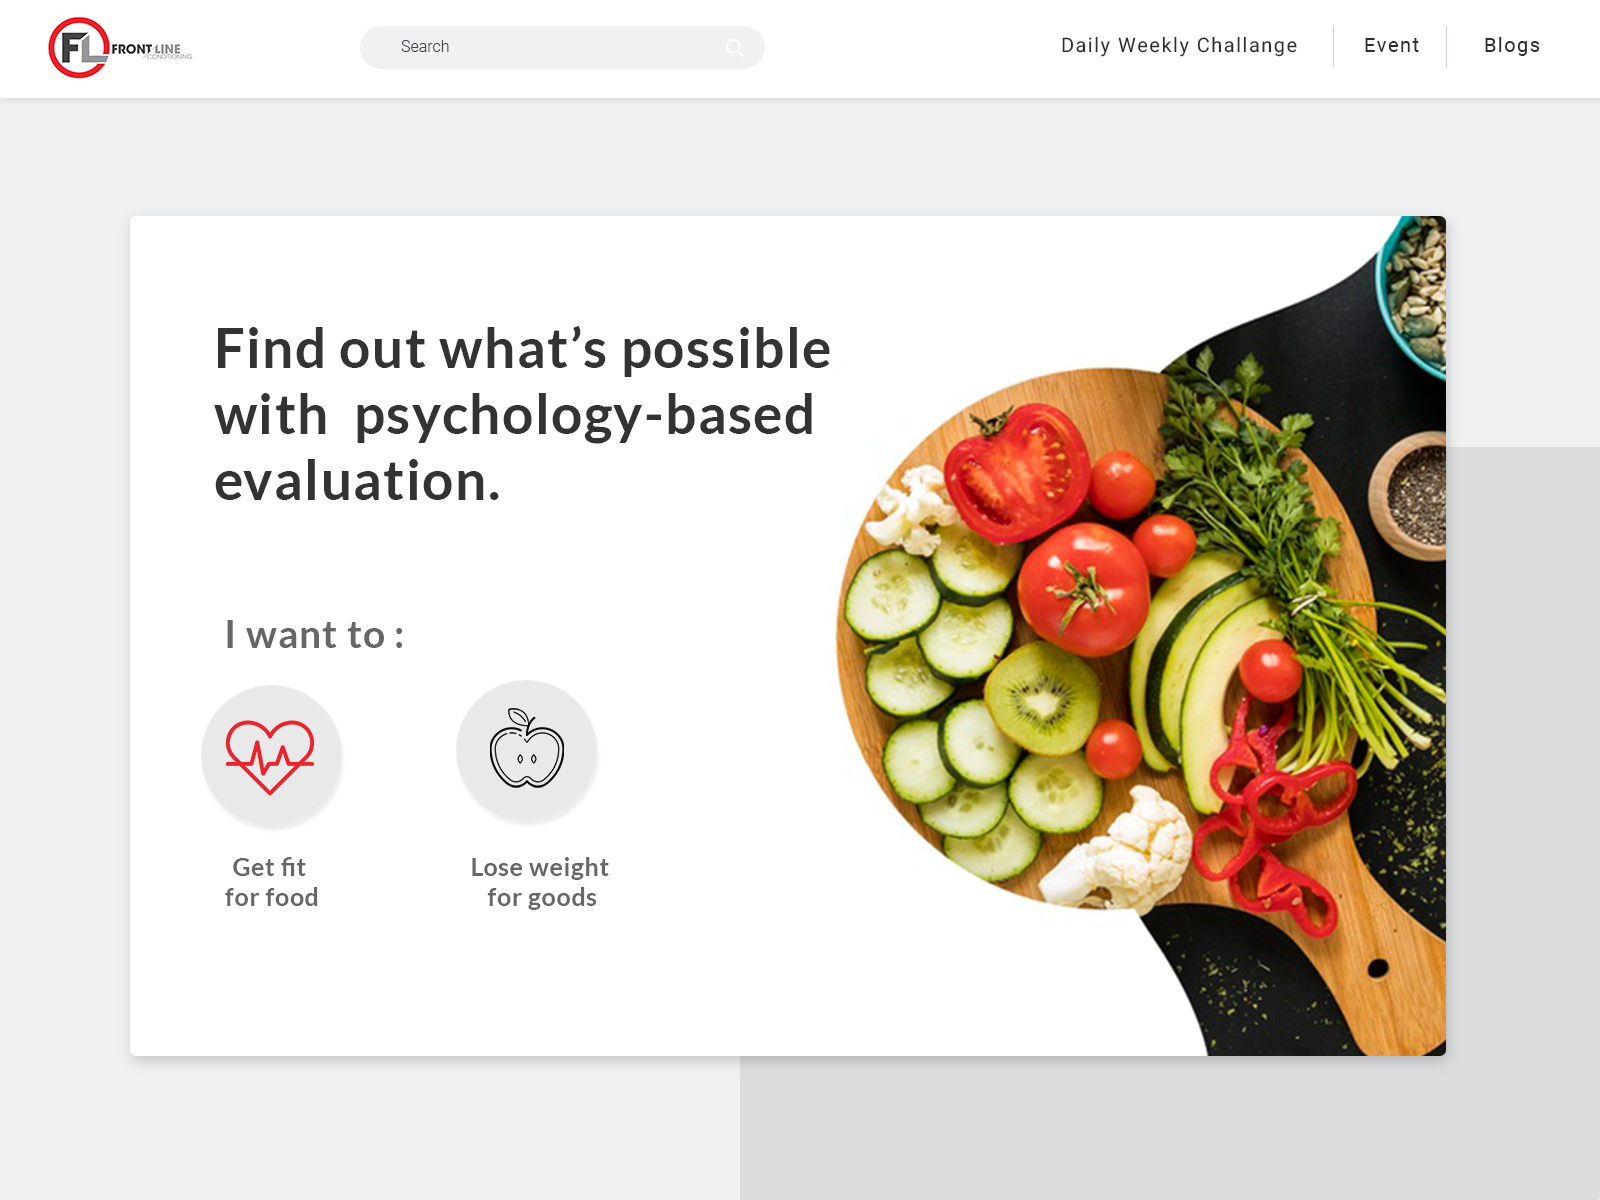 FL FRONT LINE
CONDITIONING
Search
Daily Weekly Challange
Event
Blogs
Find out what’s possible
with psychology-based
evaluation.
I want to :
Get fit
for food
Lose weight
for goods